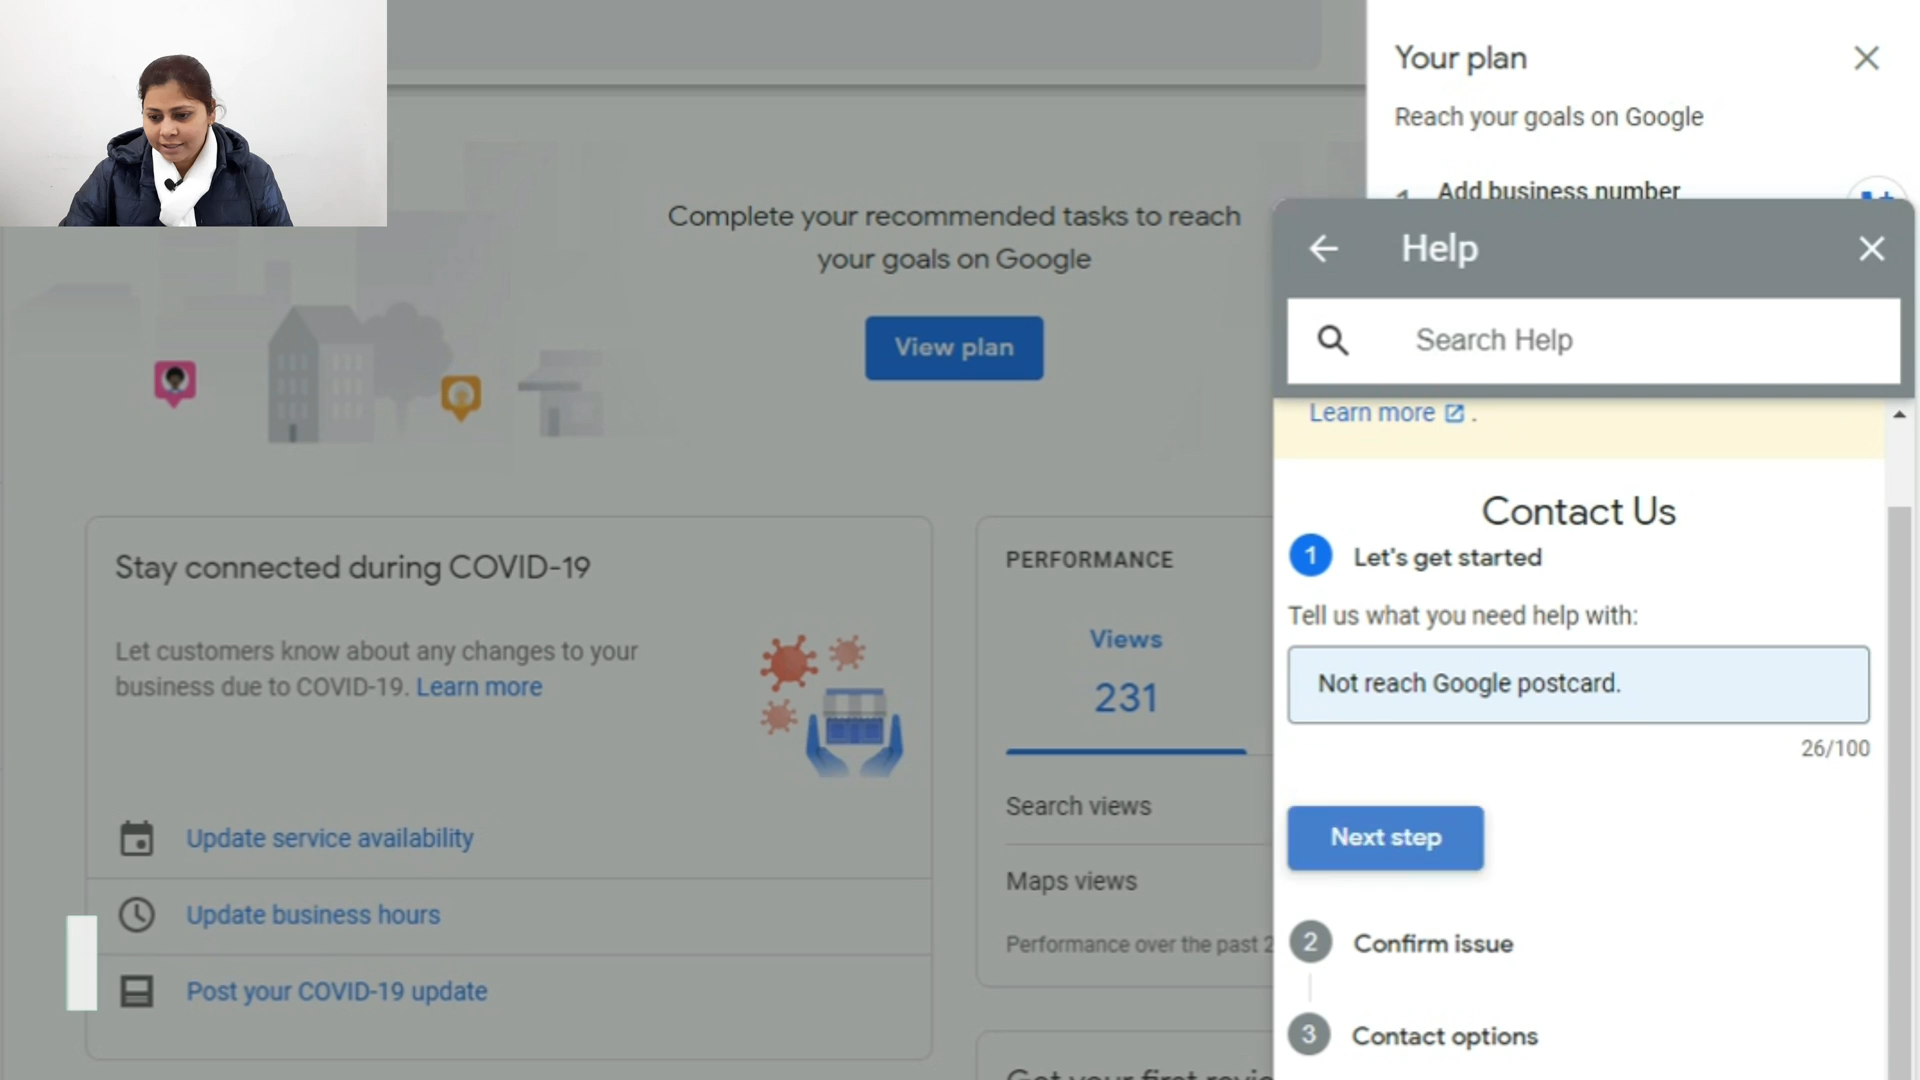 Your plan
Reach your goals on Google
Add business number
Complete your recommended tasks to reach
your goals on Google
View plan
Help
Search Help
Learn more .
Contact Us
1 Let's get started
Tell us what you need help with:
Not reach Google postcard.
26/100
Next step
2 Confirm issue
3 Contact options
Stay connected during COVID-19
Let customers know about any changes to your
business due to COVID-19. Learn more
Update service availability
Update business hours
Post your COVID-19 update
PERFORMANCE
Views
231
Search views
Maps views
Performance over the past 2
Get your first